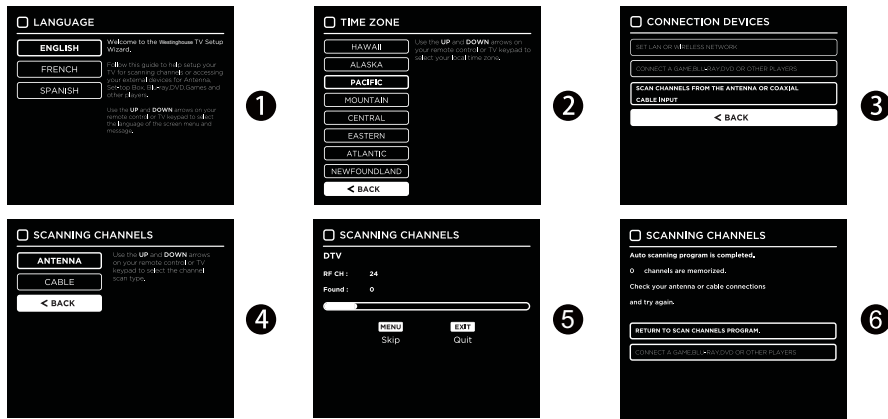 LANGUAGE
ENGLISH
FRENCH
SPANISH
Welcome to the Westinghouse TV Setup
Wizard.
Follow this guide to help setup your
TV for scanning channels or accessing
your external devices for Antenna,
Set-top Box, Blu-ray,DVD,Games and
other players.
Use the UP and DOWN arrows on your
remote control or TV keypad to select
the language of the screen menu and
message.
1
TIME ZONE
HAWAII
ALASKA
PACIFIC
MOUNTAIN
CENTRAL
EASTERN
ATLANTIC
NEWFOUNDLAND
< BACK
Use the UP and DOWN arrows on
your remote control or TV keypad to
select your local time zone.
2
CONNECTION DEVICES
SET LAN OR WIRELESS NETWORK
CONNECT A GAME,BLU-RAY,DVD OR OTHER PLAYERS
SCAN CHANNELS FROM THE ANTENNA OR COAXIAL
CABLE INPUT
< BACK
3
SCANNING CHANNELS
ANTENNA
CABLE
< BACK
Use the UP and DOWN arrows
on your remote control or TV
keypad to select the channel
scan type.
4
SCANNING CHANNELS
DTV
RF CH : 24
Found : 0
MENU EXIT
Skip Quit
5
SCANNING CHANNELS
Auto scanning program is completed.
0 channels are memorized.
Check your antenna or cable connections
and try again.
RETURN TO SCAN CHANNELS PROGRAM.
CONNECT A GAME,BLU-RAY,DVD OR OTHER PLAYERS
6